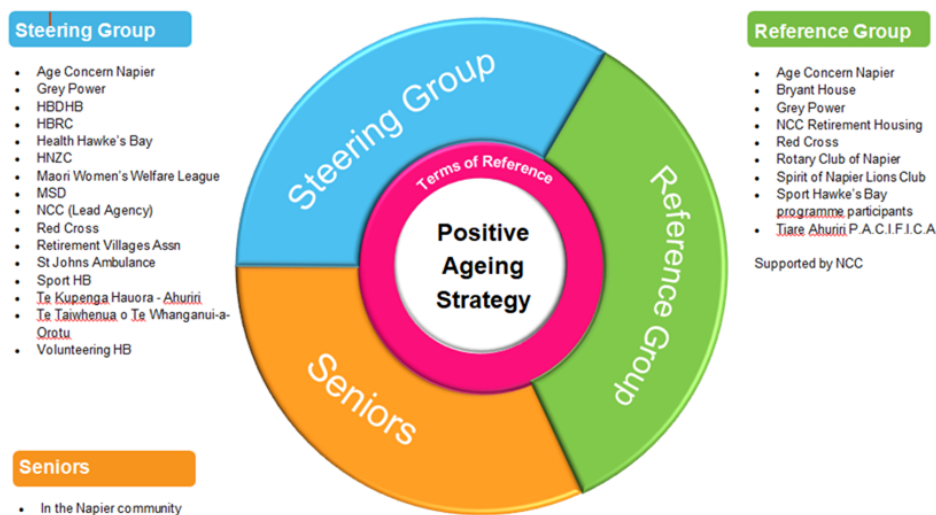 Steering Group
• Age Concern Napier
• Grey Power
• HBDHB
• HBRC
• Health Hawke's Bay
• HNZC
• Maori Women's Welfare League
• MSD
• NCC (Lead Agency)
• Red Cross
• Retirement Villages Assn
• St Johns Ambulance
• Sport HB
• Te Kupenga Hauora - Ahuriri
• Te Taiwhenua o Te Whanganui-a-
Orotu
• Volunteering HB
Seniors
• In the Napier community
Steering Group
Reference Group
Seniors
Terms of Reference
Positive
Ageing
Strategy
Reference Group
• Age Concern Napier
• Bryant House
• Grey Power
• NCC Retirement Housing
• Red Cross
• Rotary Club of Napier
• Spirit of Napier Lions Club
• Sport Hawke's Bay
programme participants
• Tiare Ahuriri P.A.C.I.F.I.C.A
Supported by NCC